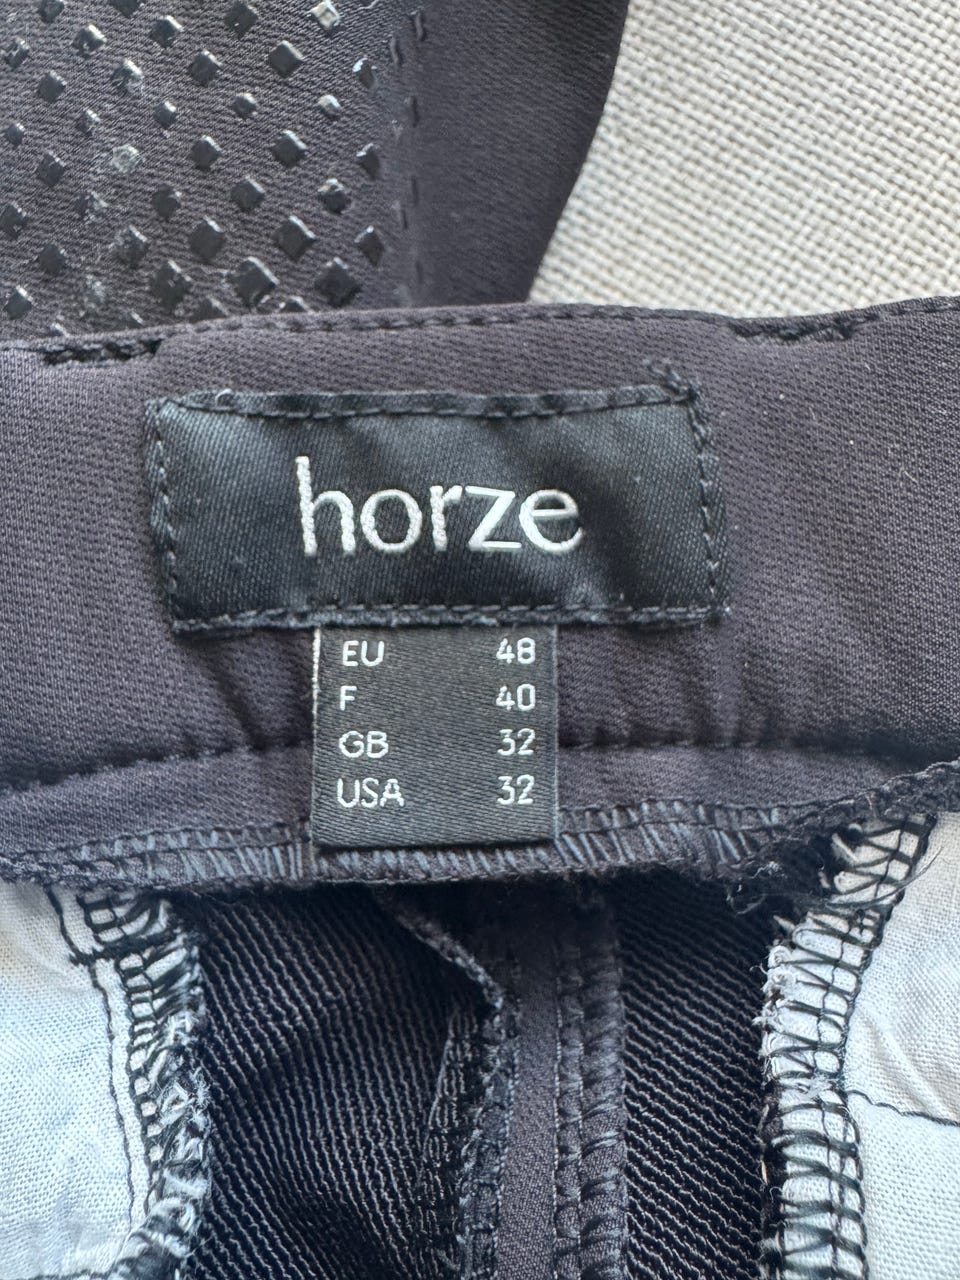 horze
EU 48
F 40
GB 32
USA 32